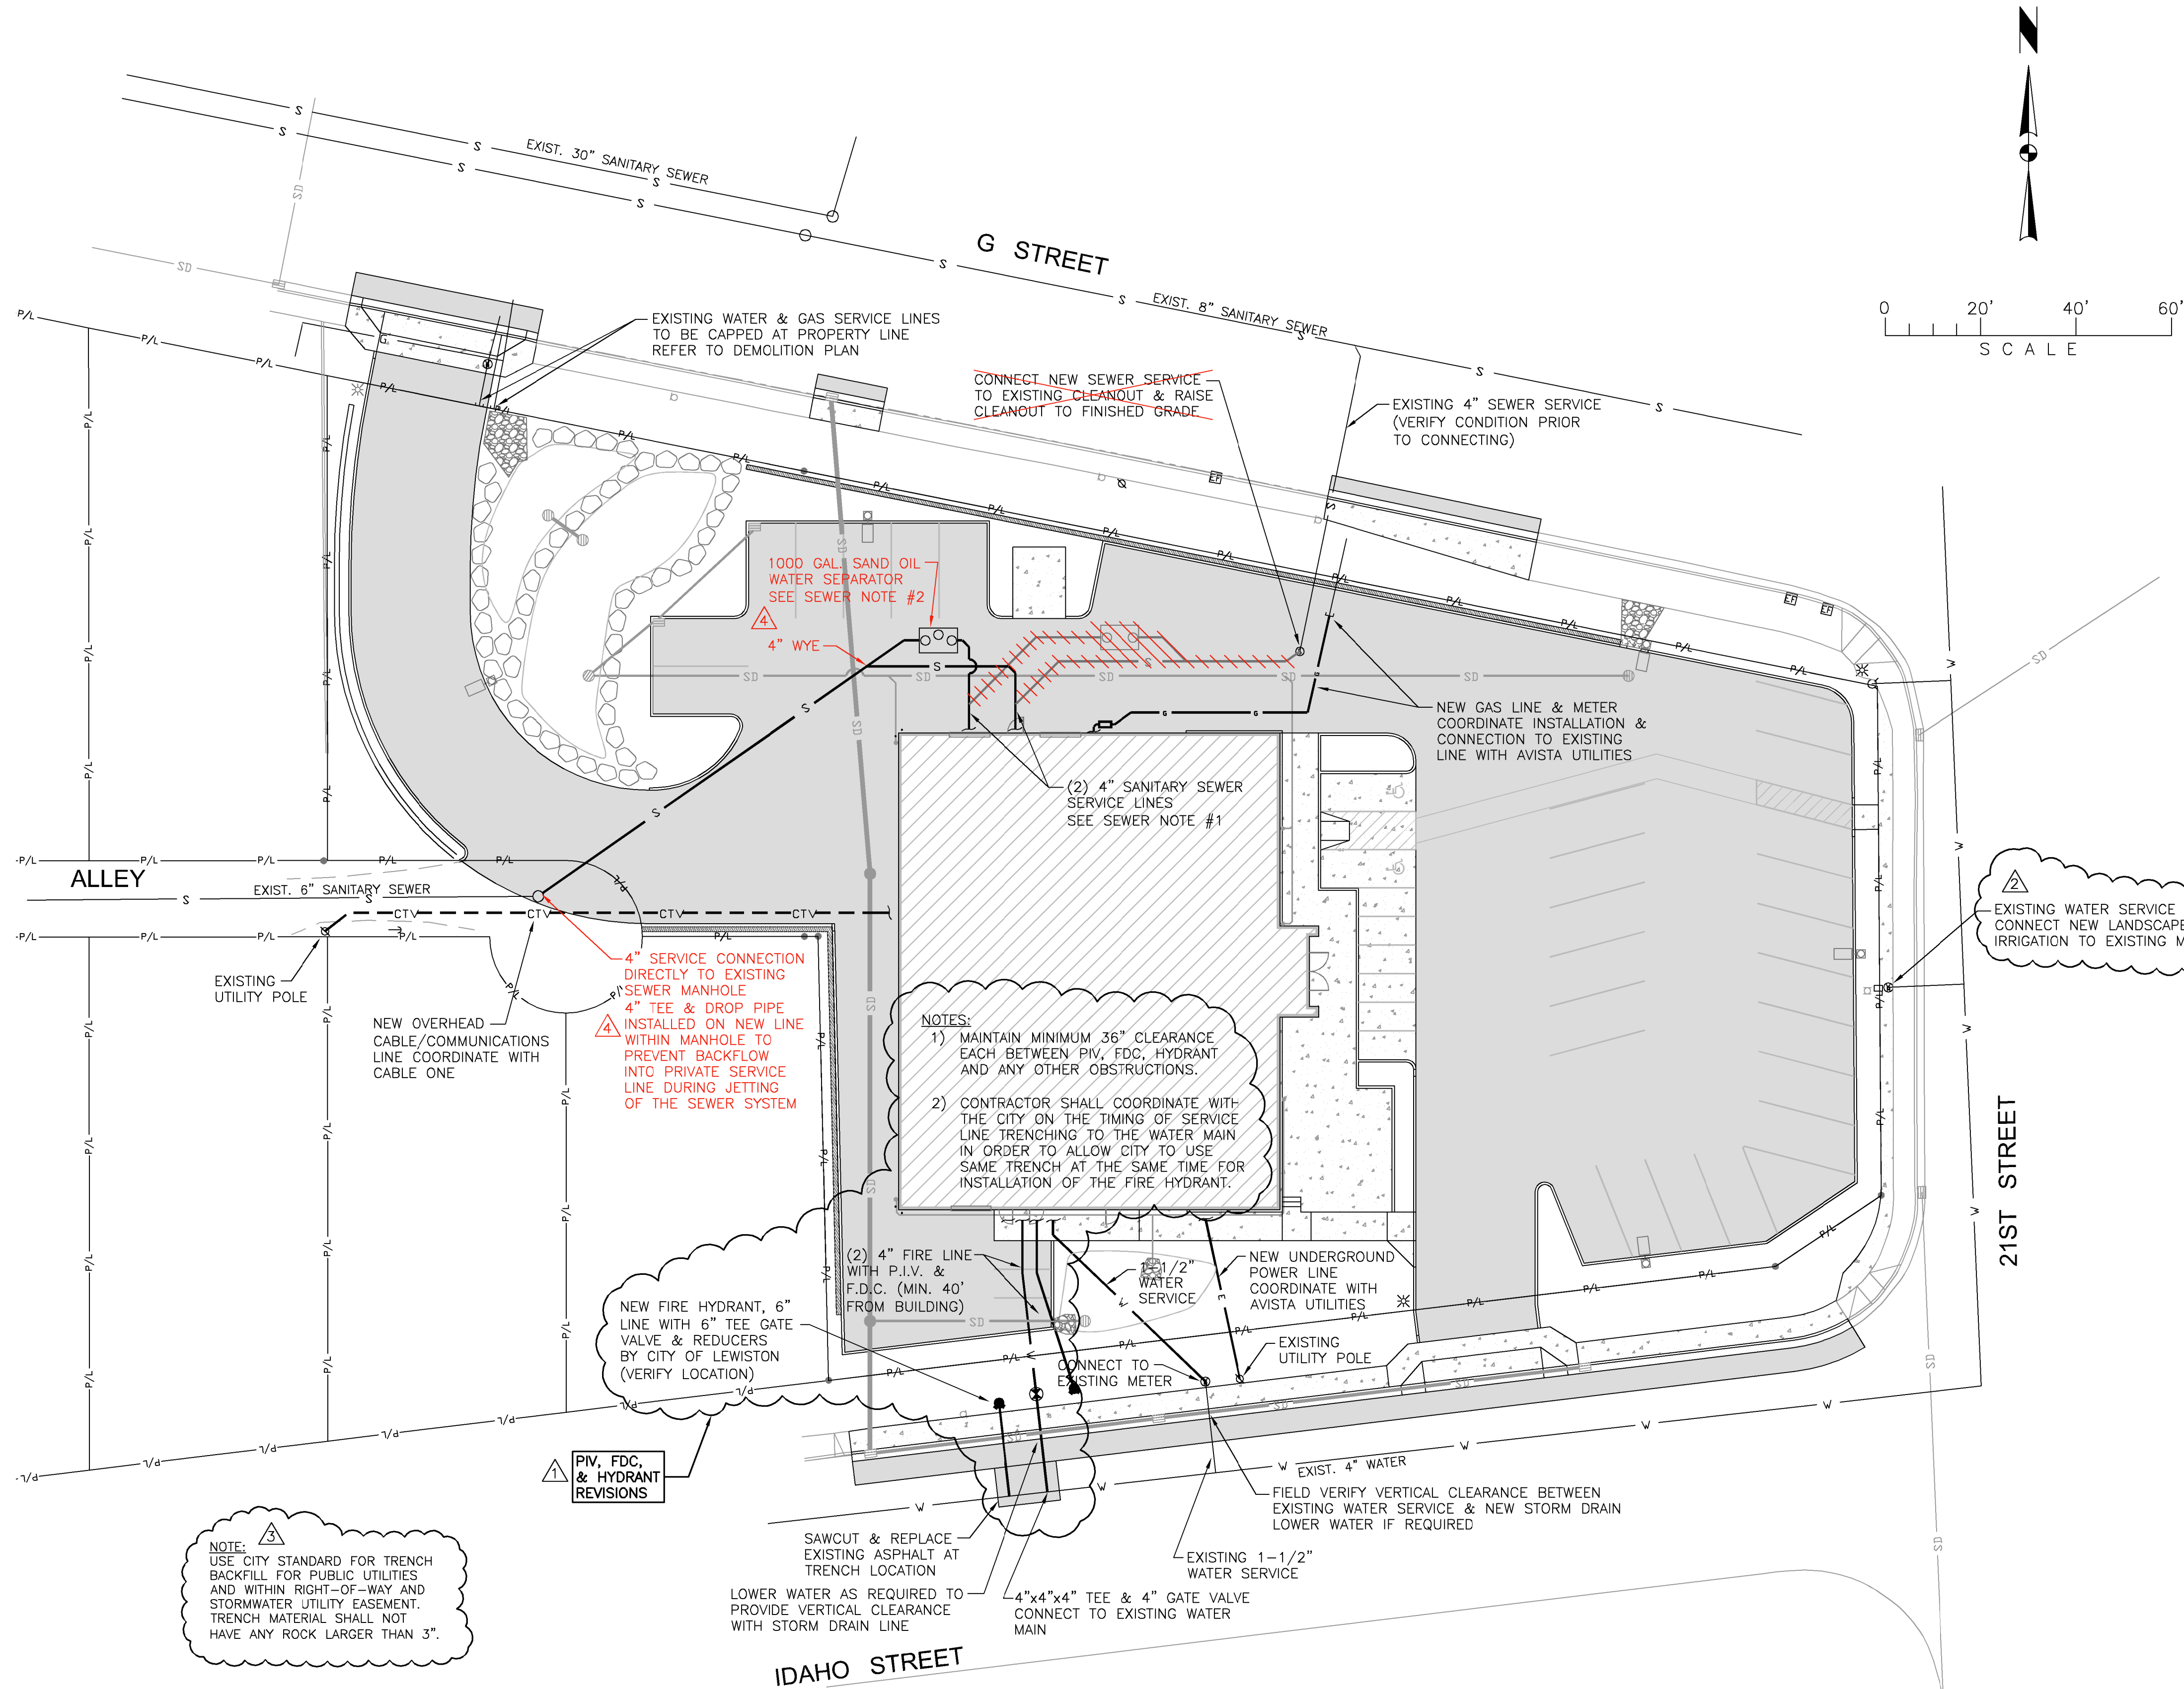 N
0 20' 40' 60'
SCALE
EXIST. 30" SANITARY SEWER
G STREET
EXIST. 8" SANITARY SEWER
EXISTING WATER & GAS SERVICE LINES
TO BE CAPPED AT PROPERTY LINE
REFER TO DEMOLITION PLAN
CONNECT NEW SEWER SERVICE
TO EXISTING CLEANOUT & RAISE
CLEANOUT TO FINISHED GRADE
EXISTING 4" SEWER SERVICE
(VERIFY CONDITION PRIOR
TO CONNECTING)
1000 GAL. SAND OIL
WATER SEPARATOR
SEE SEWER NOTE #2
4
4" WYE
NEW GAS LINE & METER
COORDINATE INSTALLATION &
CONNECTION TO EXISTING
LINE WITH AVISTA UTILITIES
(2) 4" SANITARY SEWER
SERVICE LINES
SEE SEWER NOTE #1
ALLEY
EXIST. 6" SANITARY SEWER
CTV CTV CTV CTV
EXISTING
UTILITY POLE
NEW OVERHEAD
CABLE/COMMUNICATIONS
LINE COORDINATE WITH
CABLE ONE
4" SERVICE CONNECTION
DIRECTLY TO EXISTING
SEWER MANHOLE
4" TEE & DROP PIPE
4 INSTALLED ON NEW LINE
WITHIN MANHOLE TO
PREVENT BACKFLOW
INTO PRIVATE SERVICE
LINE DURING JETTING
OF THE SEWER SYSTEM
2
EXISTING WATER SERVICE
CONNECT NEW LANDSCAPE
IRRIGATION TO EXISTING M
NOTES:
1) MAINTAIN MINIMUM 36" CLEARANCE
EACH BETWEEN PIV, FDC, HYDRANT
AND ANY OTHER OBSTRUCTIONS.
2) CONTRACTOR SHALL COORDINATE WITH
THE CITY ON THE TIMING OF SERVICE
LINE TRENCHING TO THE WATER MAIN
IN ORDER TO ALLOW CITY TO USE
SAME TRENCH AT THE SAME TIME FOR
INSTALLATION OF THE FIRE HYDRANT.
21ST STREET
(2) 4" FIRE LINE
WITH P.I.V. &
F.D.C. (MIN. 40'
FROM BUILDING)
1-1/2"
WATER
SERVICE
NEW UNDERGROUND
POWER LINE
COORDINATE WITH
AVISTA UTILITIES
NEW FIRE HYDRANT, 6"
LINE WITH 6" TEE GATE
VALVE & REDUCERS
BY CITY OF LEWISTON
(VERIFY LOCATION)
CONNECT TO
EXISTING METER
EXISTING
UTILITY POLE
1
PIV, FDC,
& HYDRANT
REVISIONS
EXIST. 4" WATER
FIELD VERIFY VERTICAL CLEARANCE BETWEEN
EXISTING WATER SERVICE & NEW STORM DRAIN
LOWER WATER IF REQUIRED
SAWCUT & REPLACE
EXISTING ASPHALT AT
TRENCH LOCATION
EXISTING 1-1/2"
WATER SERVICE
LOWER WATER AS REQUIRED TO
PROVIDE VERTICAL CLEARANCE
WITH STORM DRAIN LINE
4"x4"x4" TEE & 4" GATE VALVE
CONNECT TO EXISTING WATER
MAIN
3
NOTE:
USE CITY STANDARD FOR TRENCH
BACKFILL FOR PUBLIC UTILITIES
AND WITHIN RIGHT-OF-WAY AND
STORMWATER UTILITY EASEMENT.
TRENCH MATERIAL SHALL NOT
HAVE ANY ROCK LARGER THAN 3".
IDAHO STREET